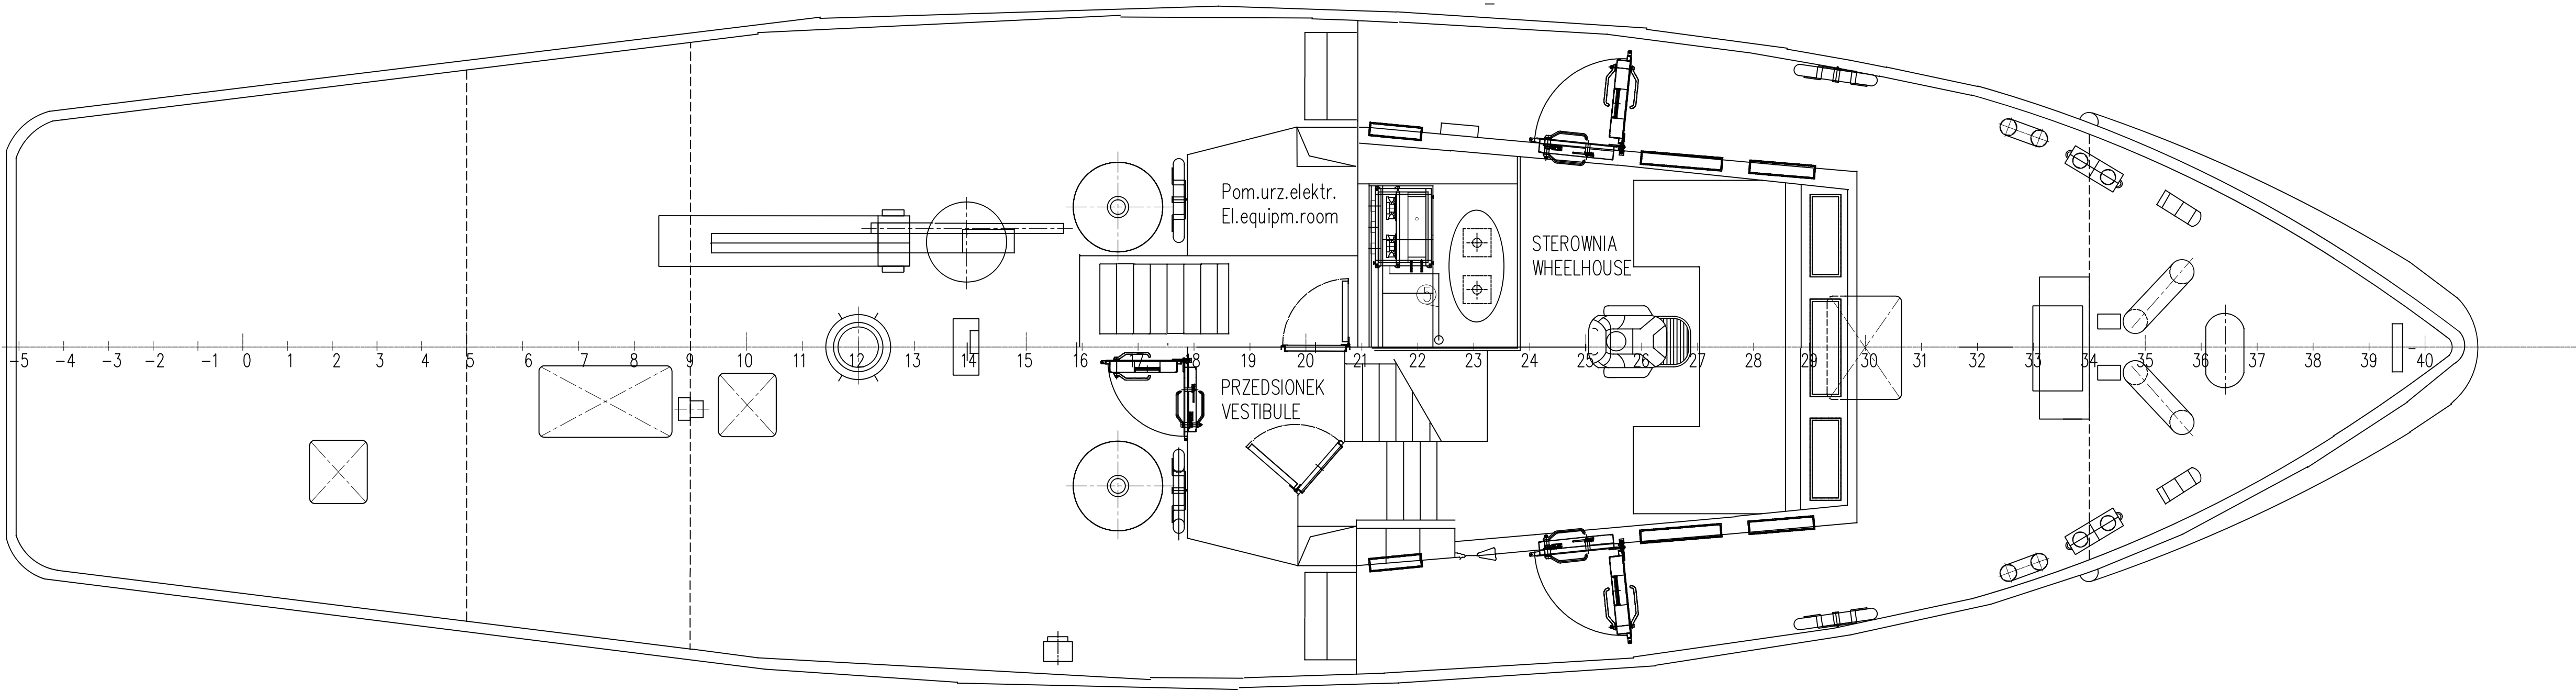 Pom.urz.elektr.
El.equipm.room
STEROWNIA
WHEELHOUSE
5
-5 -4 -3 -2 -1 0 1 2 3 4 5 6 7 8 9 10 11 12 13 14 15 16 17 18 19 20 21 22 23 24 25 26 27 28 29 30 31 32 33 34 35 36 37 38 39 40
PRZEDSIONEK
VESTIBULE